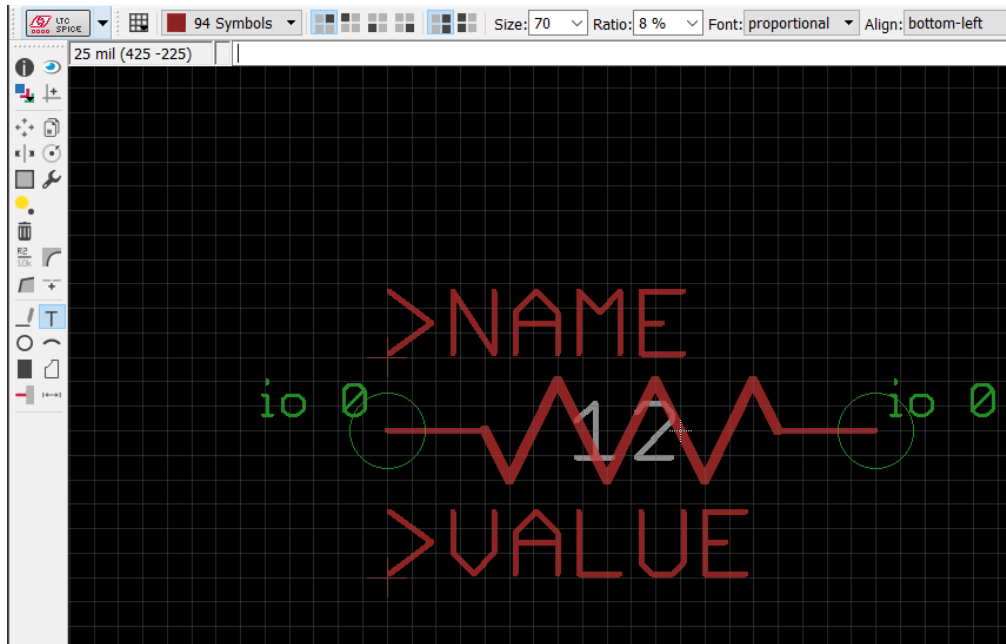 LTC SPICE 94 Symbols Size: 70 Ratio: 8 % Font: proportional Align: bottom-left
25 mil (425 -225)
R2
10k
>NAME
io 0 12 io 0
>VALUE